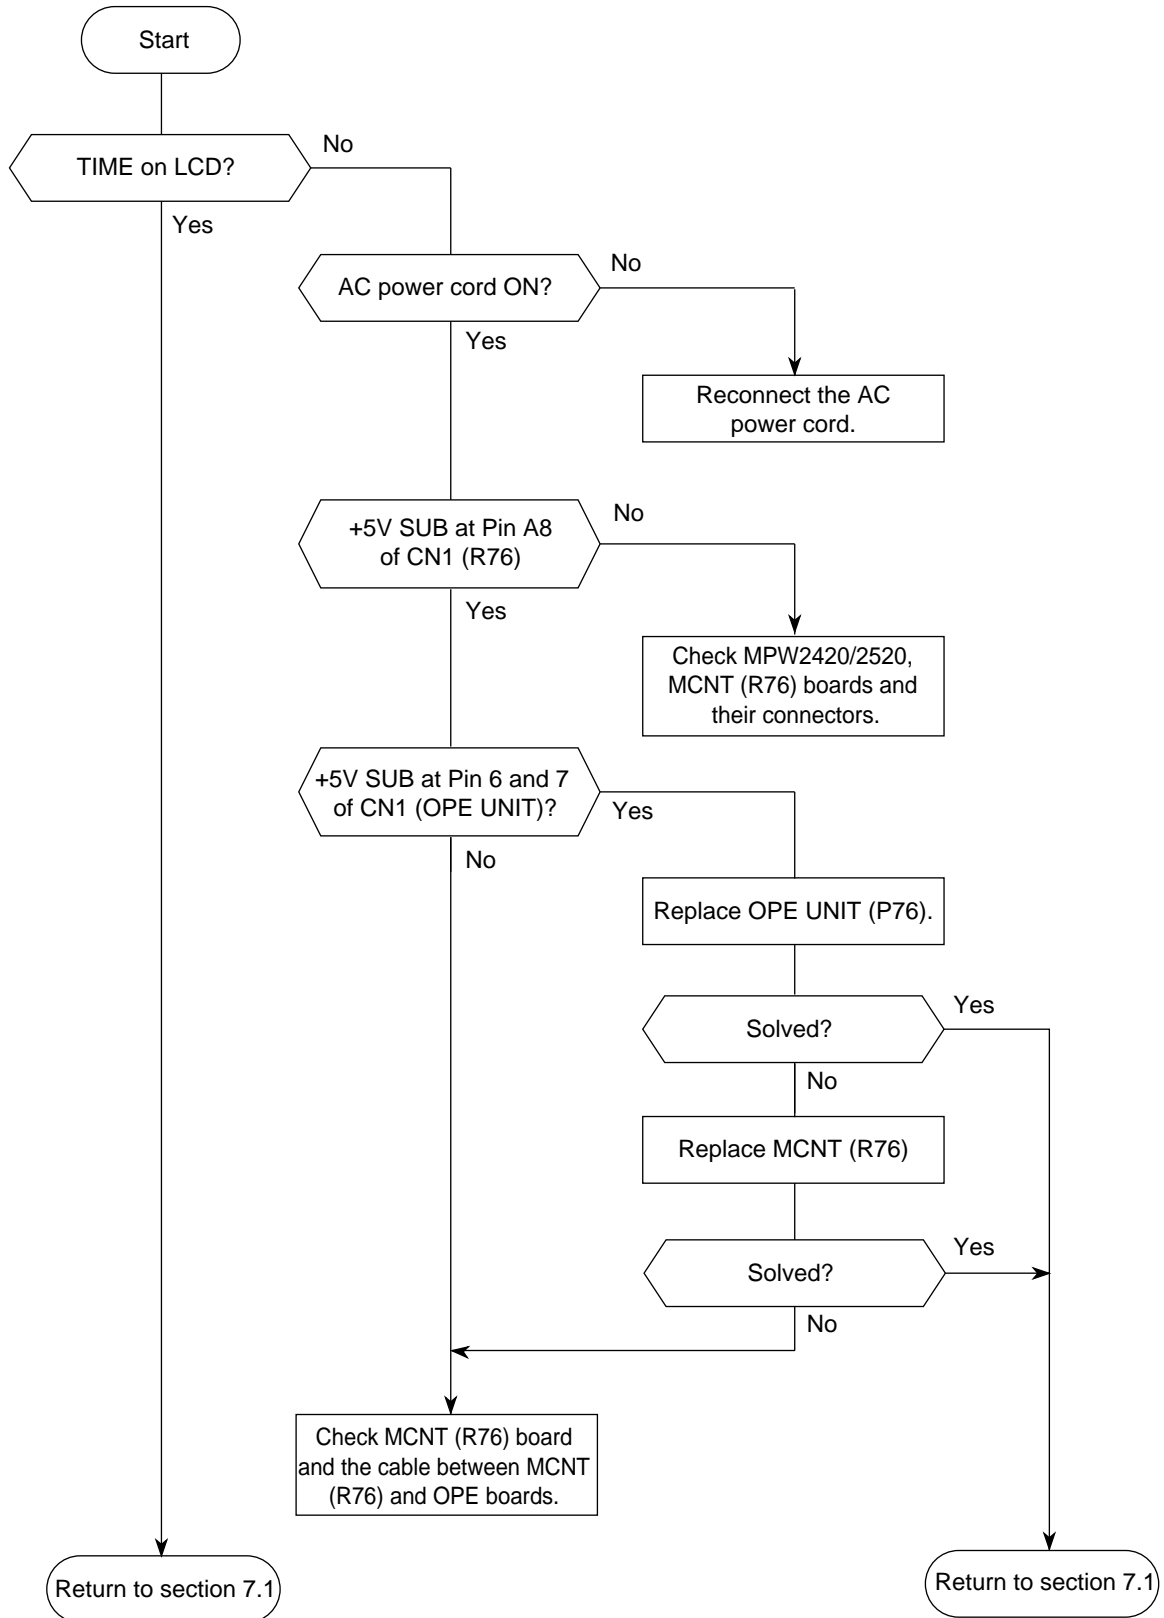 Start
TIME on LCD?
No
Yes
AC power cord ON?
No
Yes
Reconnect the AC
power cord.
+5V SUB at Pin A8
of CN1 (R76)
No
Yes
Check MPW2420/2520,
MCNT (R76) boards and
their connectors.
+5V SUB at Pin 6 and 7
of CN1 (OPE UNIT)?
Yes
No
Replace OPE UNIT (P76).
Solved?
Yes
No
Replace MCNT (R76)
Solved?
Yes
No
Check MCNT (R76) board
and the cable between MCNT
(R76) and OPE boards.
Return to section 7.1
Return to section 7.1